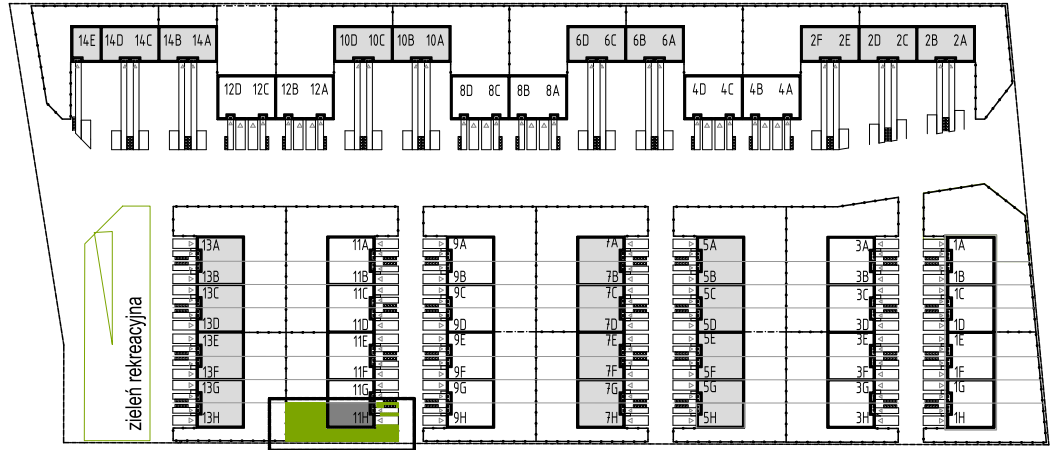 14E 14D 14C 14B 14A 10D 10C 10B 10A 6D 6C 6B 6A 2F 2E 2D 2C 2B 2A
12D 12C 12B 12A 8D 8C 8B 8A 4D 4C 4B 4A
13A 11A 9A 7A 5A 3A 1A
13B 11B 9B 7B 5B 3B 1B
13C 11C 9C 7C 5C 3C 1C
13D 11D 9D 7D 5D 3D 1D
13E 11E 9E 7E 5E 3E 1E
13F 11F 9F 7F 5F 3F 1F
13G 11G 9G 7G 5G 3G 1G
13H 11H 9H 7H 5H 3H 1H
zieleń rekreacyjna